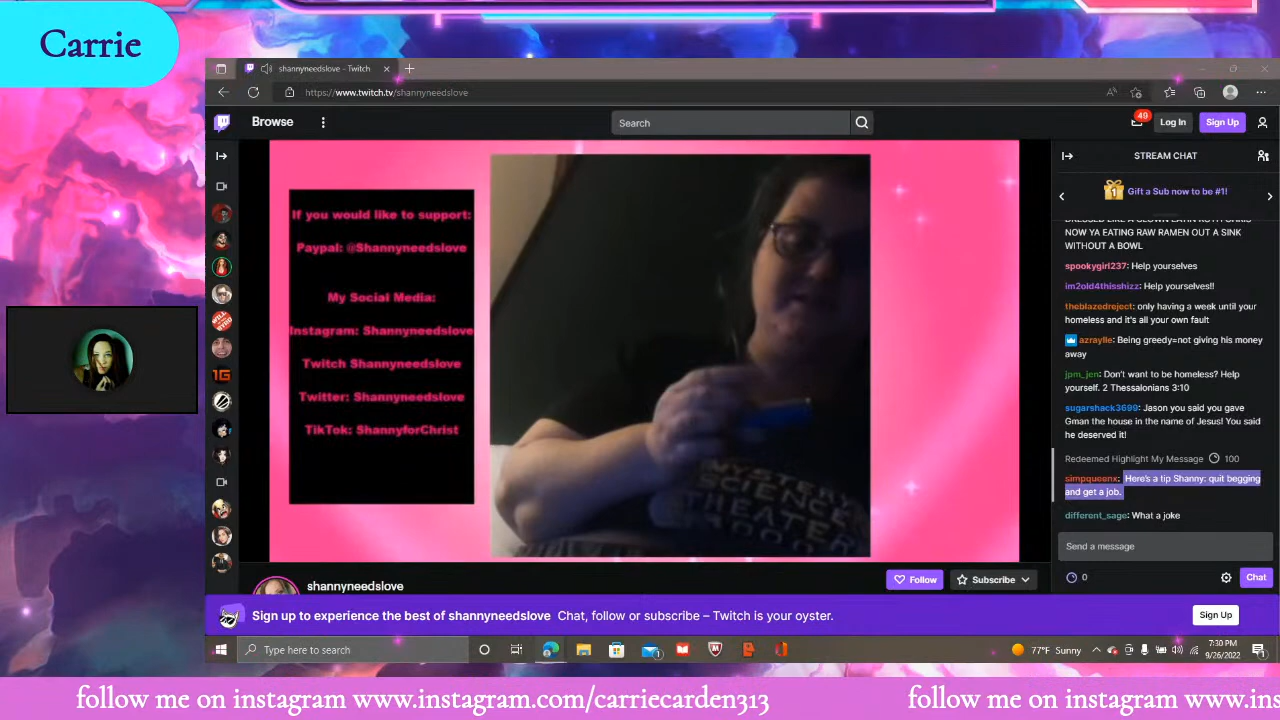 Carrie
shannyneedslove – Twitch
https://www.twitch.tv/shannyneedslove
Browse
Search
49
Log In
Sign Up
If you would like to support:
Paypal: @Shannyneedslove
My Social Media:
Instagram: Shannyneedslove
Twitch Shannyneedslove
Twitter: Shannyneedslove
TikTok: ShannyforChrist
MYSTERY
SCIENCE
THEATER
STREAM CHAT
1
Gift a Sub now to be #1!
DRESSED LIKE A CLOWN EATIN RUTH CHRIS
NOW YA EATING RAW RAMEN OUT A SINK
WITHOUT A BOWL
spookygirl237: Help yourselves
im2old4thisshizz: Help yourselves!!
theblazedreject: only having a week until your
homeless and it's all your own fault
azraylle: Being greedy=not giving his money
away
jpm_jen: Don't want to be homeless? Help
yourself. 2 Thessalonians 3:10
sugarshack3699: Jason you said you gave
Gman the house in the name of Jesus! You said
he deserved it!
Redeemed Highlight My Message 100
simpqueenx: Here's a tip Shanny: quit begging
and get a job.
different_sage: What a joke
Send a message
0
Chat
shannyneedslove
Follow
Subscribe
Sign up to experience the best of shannyneedslove Chat, follow or subscribe – Twitch is your oyster.
Sign Up
Type here to search
77°F Sunny
7:30 PM
9/26/2022
follow me on instagram www.instagram.com/carriecarden313
follow me on instagram www.ins